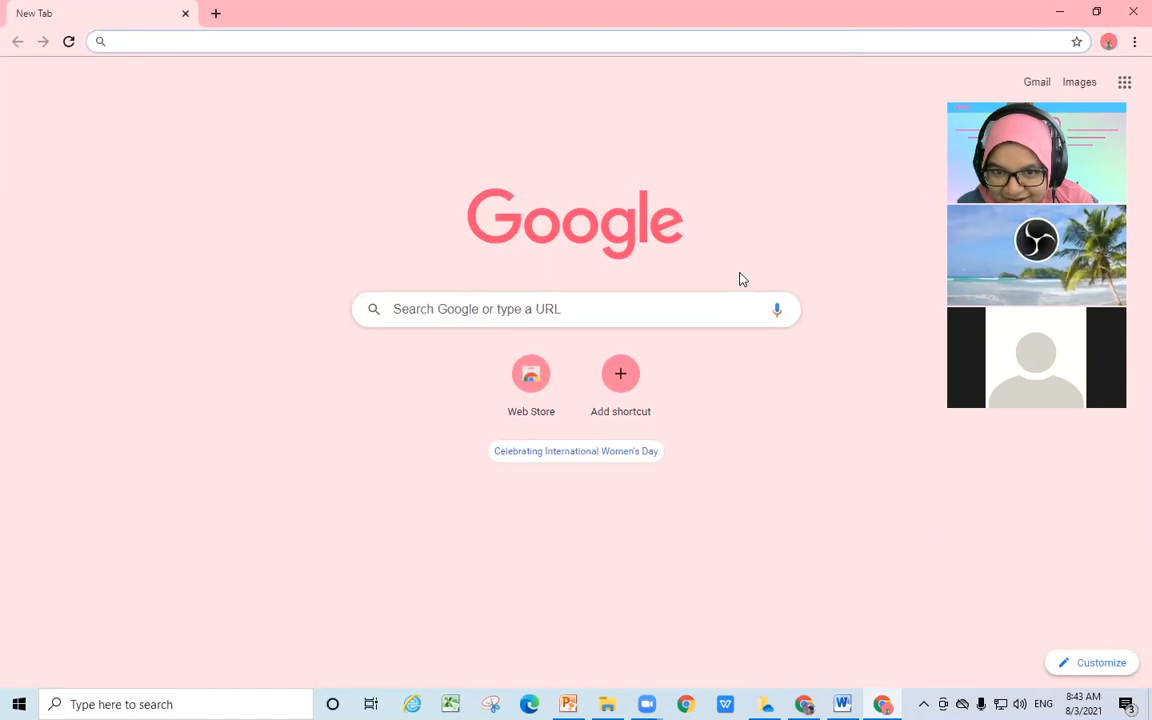 New Tab
Gmail Images
Google
Search Google or type a URL
Web Store
Add shortcut
Celebrating International Women's Day
Customize
Type here to search
ENG
8:43 AM
8/3/2021
3